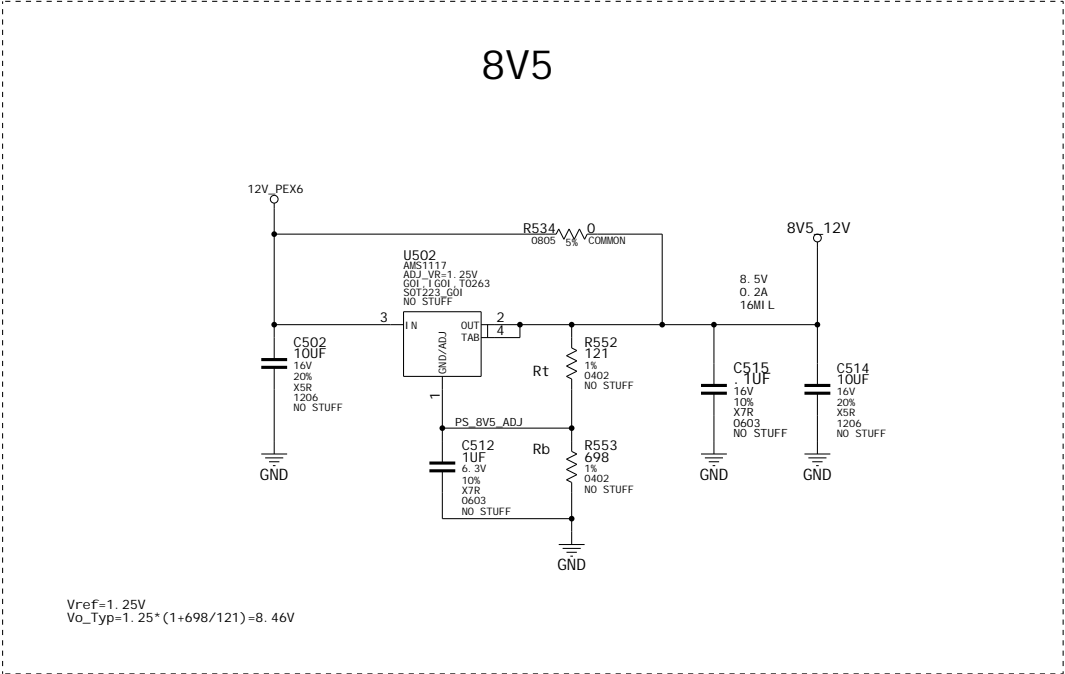 8V5
12V_PEX6
R534 0
0805 5% COMMON
8V5_12V
U502
AMS1117
ADJ_VR=1.25V
GOI,IGOI,TO263
SOT223_GOI
NO STUFF
8.5V
0.2A
16MIL
3 IN
OUT 2
TAB 4
GND/ADJ
1
C502
10UF
16V
20%
X5R
1206
NO STUFF
GND
Rt
R552
121
1%
0402
NO STUFF
C515
.1UF
16V
10%
X7R
0603
NO STUFF
GND
C514
10UF
16V
20%
X5R
1206
NO STUFF
GND
PS_8V5_ADJ
C512
1UF
6.3V
10%
X7R
0603
NO STUFF
Rb
R553
698
1%
0402
NO STUFF
GND
Vref=1.25V
Vo_Typ=1.25*(1+698/121)=8.46V